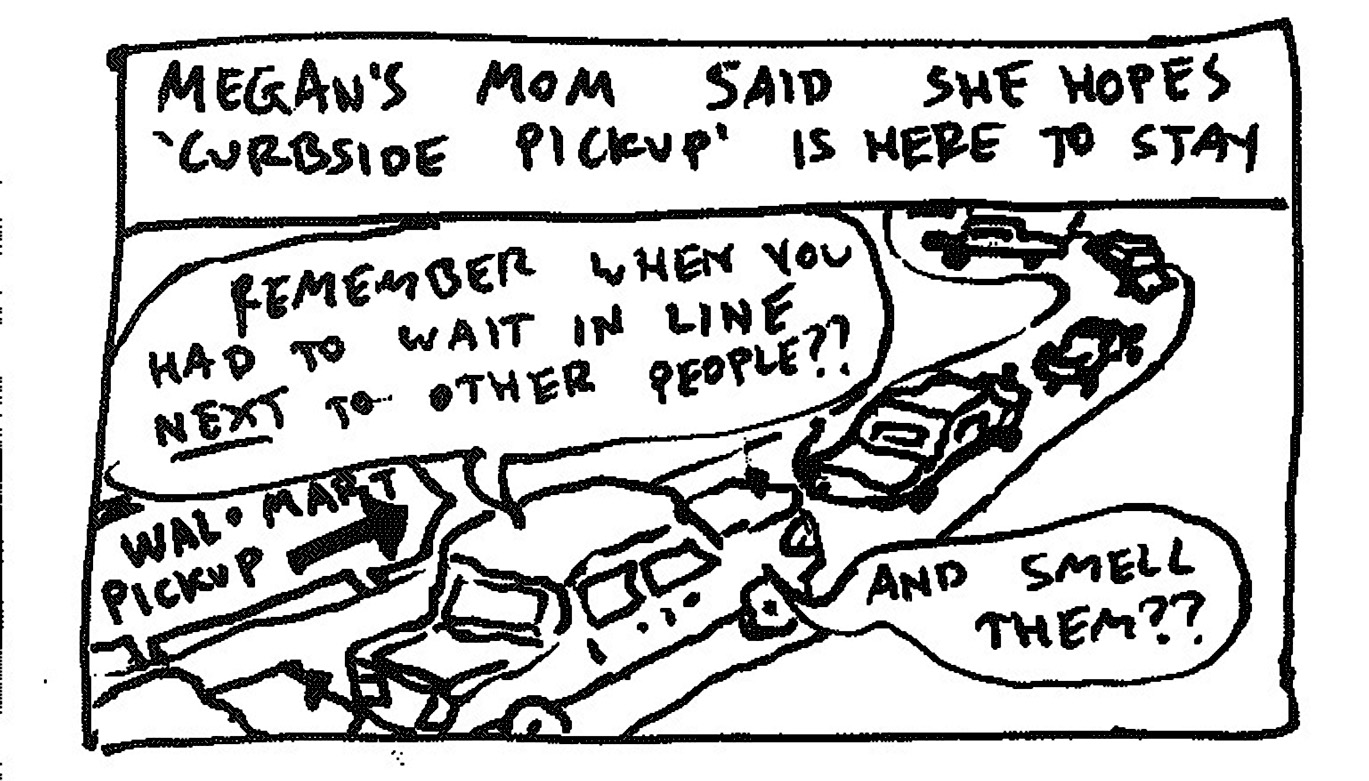 MEGAN'S MOM SAID SHE HOPES
'CURBSIDE PICKUP' IS HERE TO STAY
REMEMBER WHEN YOU
HAD TO WAIT IN LINE
NEXT TO OTHER PEOPLE??
WAL•MART
PICKUP
AND SMELL
THEM??